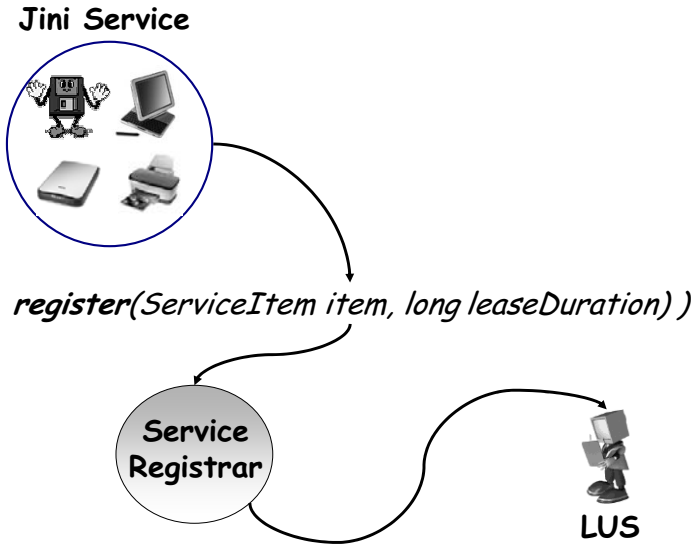 Jini Service
register(ServiceItem item, long leaseDuration) )
Service
Registrar
LUS